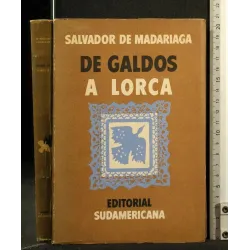 SALVADOR DE MADARIAGA
DE GALDOS
A LORCA
EDITORIAL
SUDAMERICANA